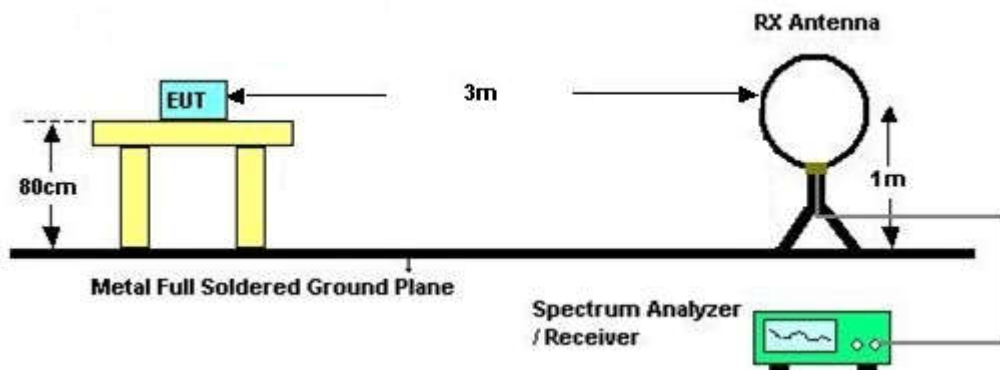 RX Antenna
EUT
3m
80cm
1m
Metal Full Soldered Ground Plane
Spectrum Analyzer
/ Receiver